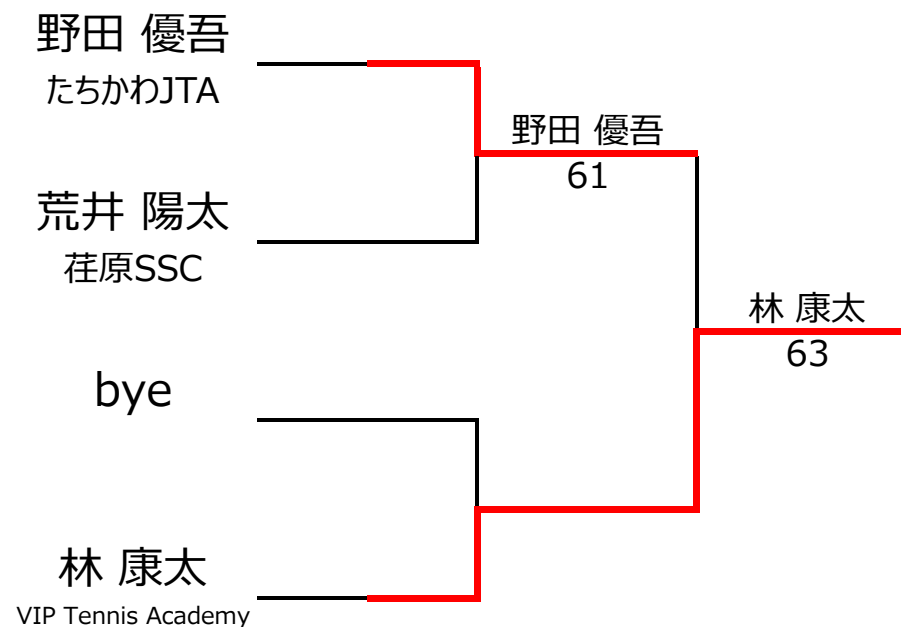 野田 優吾
たちかわJTA
野田 優吾
61
荒井 陽太
荏原SSC
林 康太
63
bye
林 康太
VIP Tennis Academy